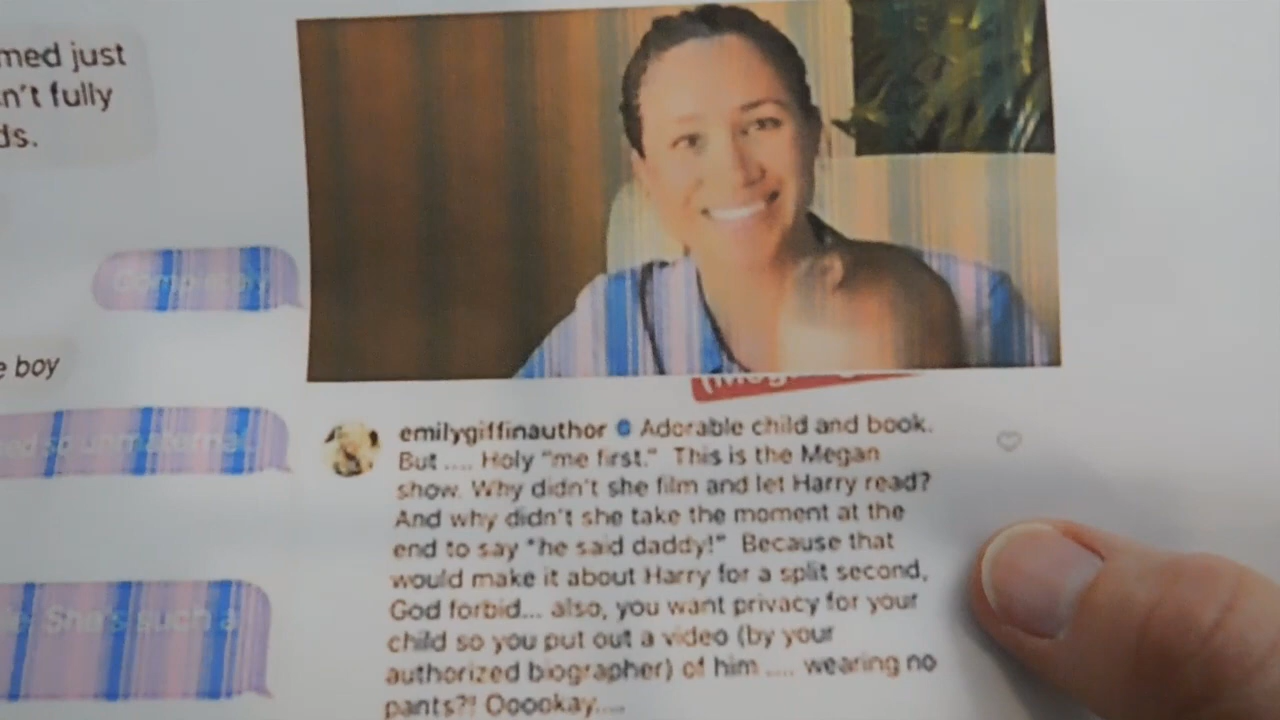 med just
n't fully
ds.
e boy
She's such a
emilygiffinauthor Adorable child and book.
But .... Holy "me first." This is the Megan
show. Why didn't she film and let Harry read?
And why didn't she take the moment at the
end to say "he said daddy!" Because that
would make it about Harry for a split second,
God forbid... also, you want privacy for your
child so you put out a video (by your
authorized biographer) of him .... wearing no
pants?! Ooookay....